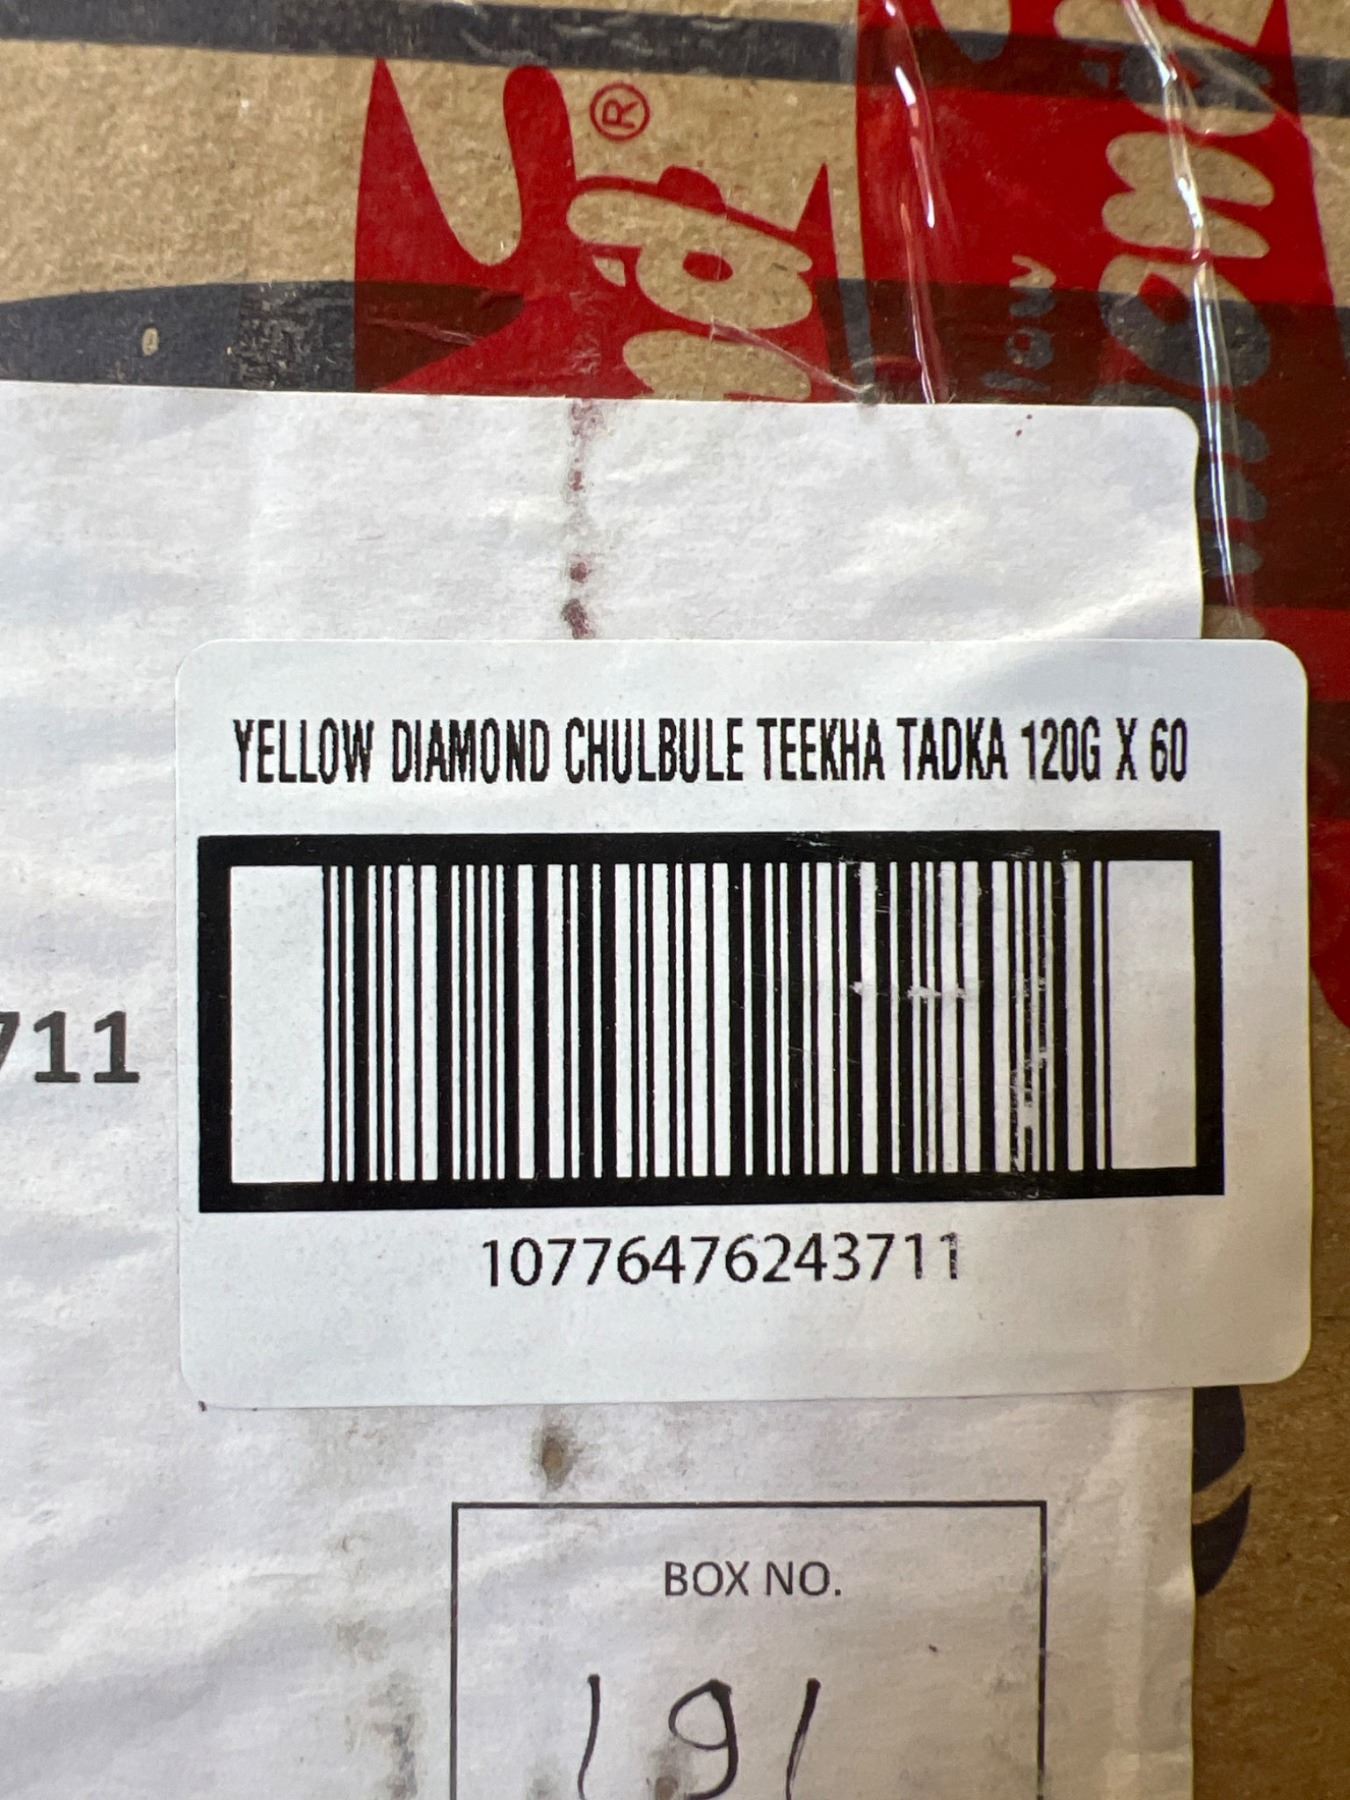 ®
YELLOW DIAMOND CHULBULE TEEKHA TADKA 120G X 60
711
10776476243711
BOX NO.
191